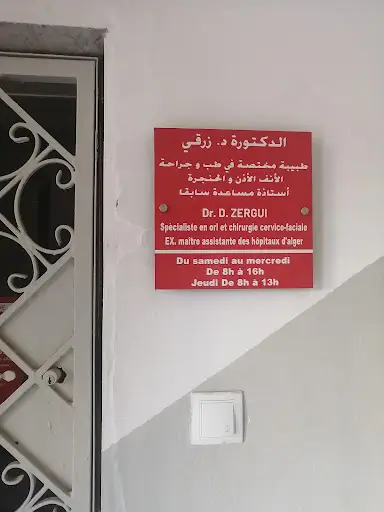 الدكتورة د. زرقي
طبيبة مختصة في طب و جراحة
الأنف الأذن و الحنجرة
أستاذة مساعدة سابقا
Dr. D. ZERGUI
Spécialiste en orl et chirurgie cervico-faciale
EX. maître assistante des hôpitaux d'alger
Du samedi au mercredi
De 8h à 16h
Jeudi De 8h à 13h